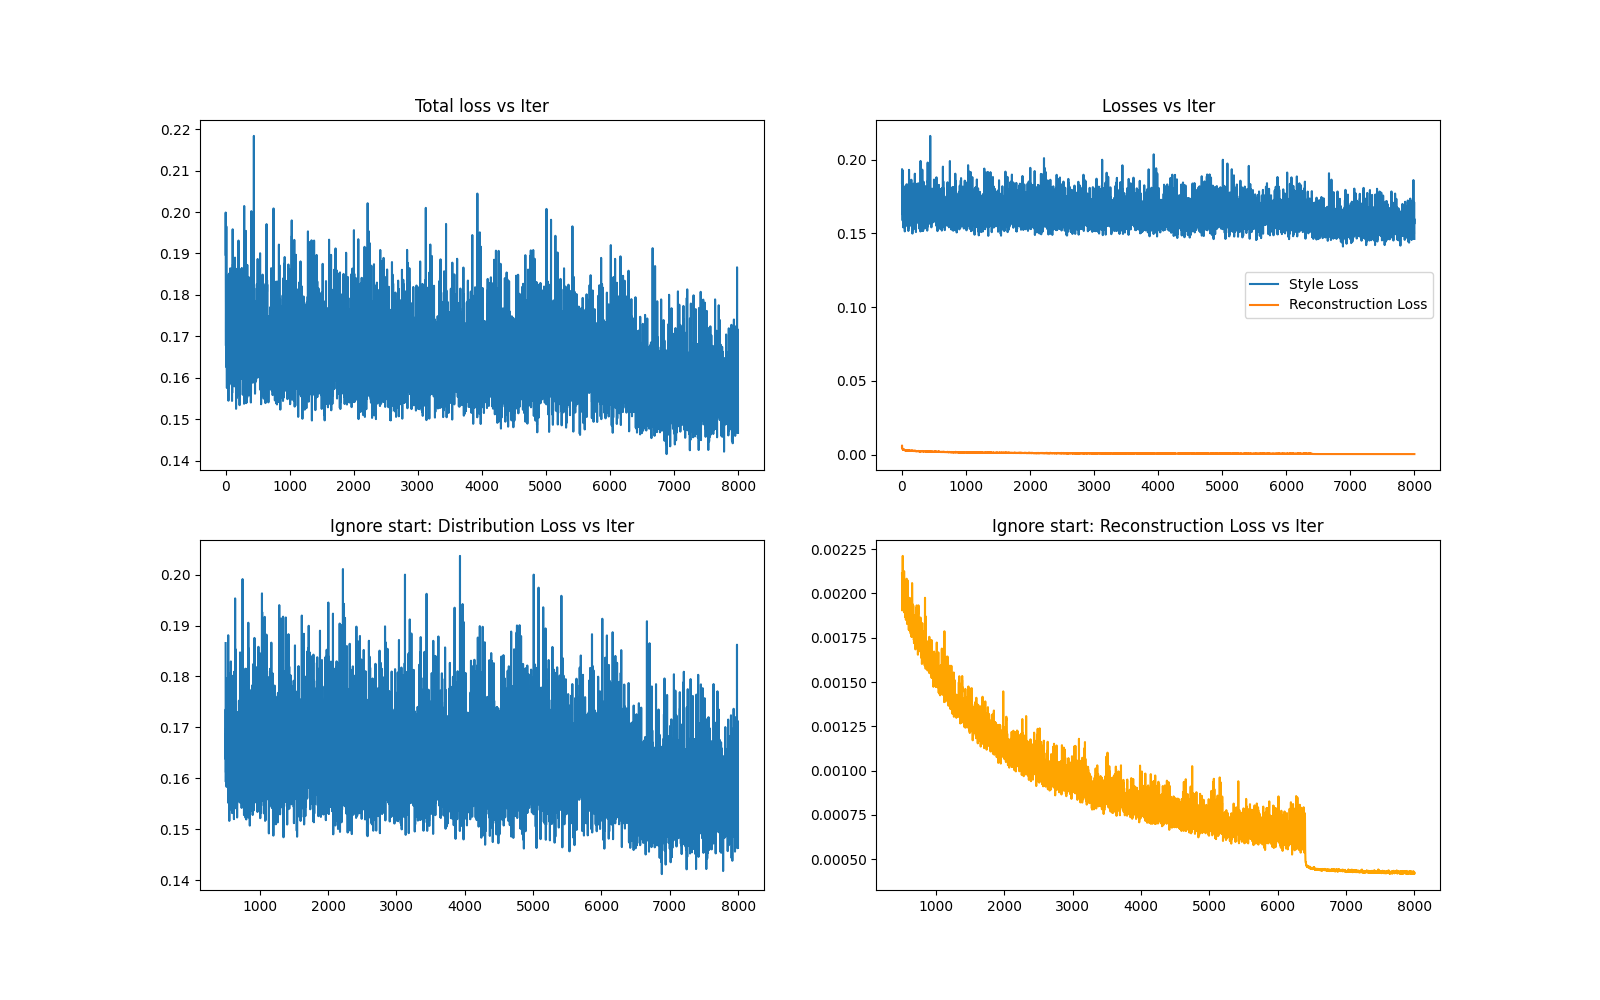 Total loss vs Iter
0.22
0.21
0.20
0.19
0.18
0.17
0.16
0.15
0.14
0 1000 2000 3000 4000 5000 6000 7000 8000
Losses vs Iter
0.20
0.15
0.10
0.05
0.00
Style Loss
Reconstruction Loss
0 1000 2000 3000 4000 5000 6000 7000 8000
Ignore start: Distribution Loss vs Iter
0.20
0.19
0.18
0.17
0.16
0.15
0.14
1000 2000 3000 4000 5000 6000 7000 8000
Ignore start: Reconstruction Loss vs Iter
0.00225
0.00200
0.00175
0.00150
0.00125
0.00100
0.00075
0.00050
1000 2000 3000 4000 5000 6000 7000 8000